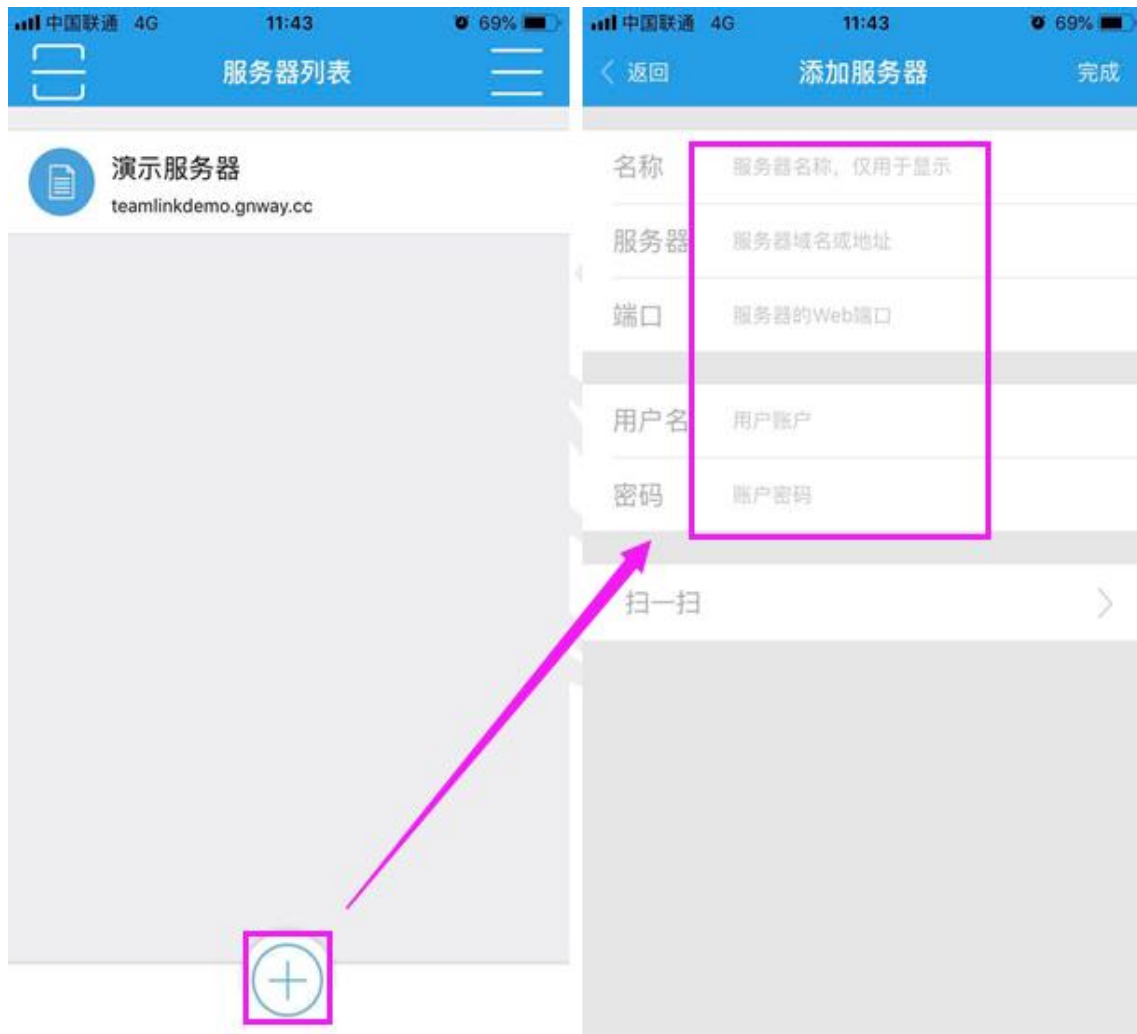 中国联通 4G 11:43 69%
服务器列表
演示服务器
teamlinkdemo.gnway.cc
中国联通 4G 11:43 69%
返回 添加服务器 完成
名称 服务器名称，仅用于显示
服务器 服务器域名或地址
端口 服务器的Web端口
用户名 用户账户
密码 账户密码
扫一扫